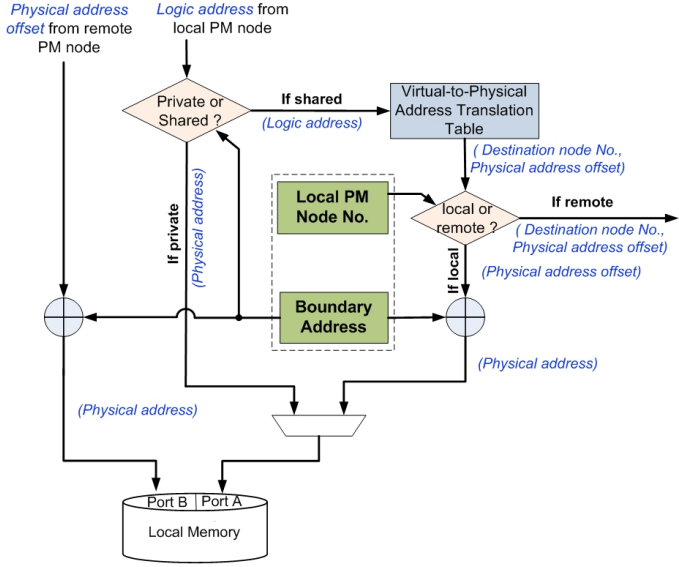 Physical address
offset from remote
PM node
Logic address from
local PM node
Private or
Shared ?
If shared
(Logic address)
Virtual-to-Physical
Address Translation
Table
( Destination node No.,
Physical address offset)
Local PM
Node No.
local or
remote ?
If remote
( Destination node No.,
Physical address offset)
If private
(Physical address)
If local
(Physical address offset)
Boundary
Address
(Physical address)
(Physical address)
Port B Port A
Local Memory